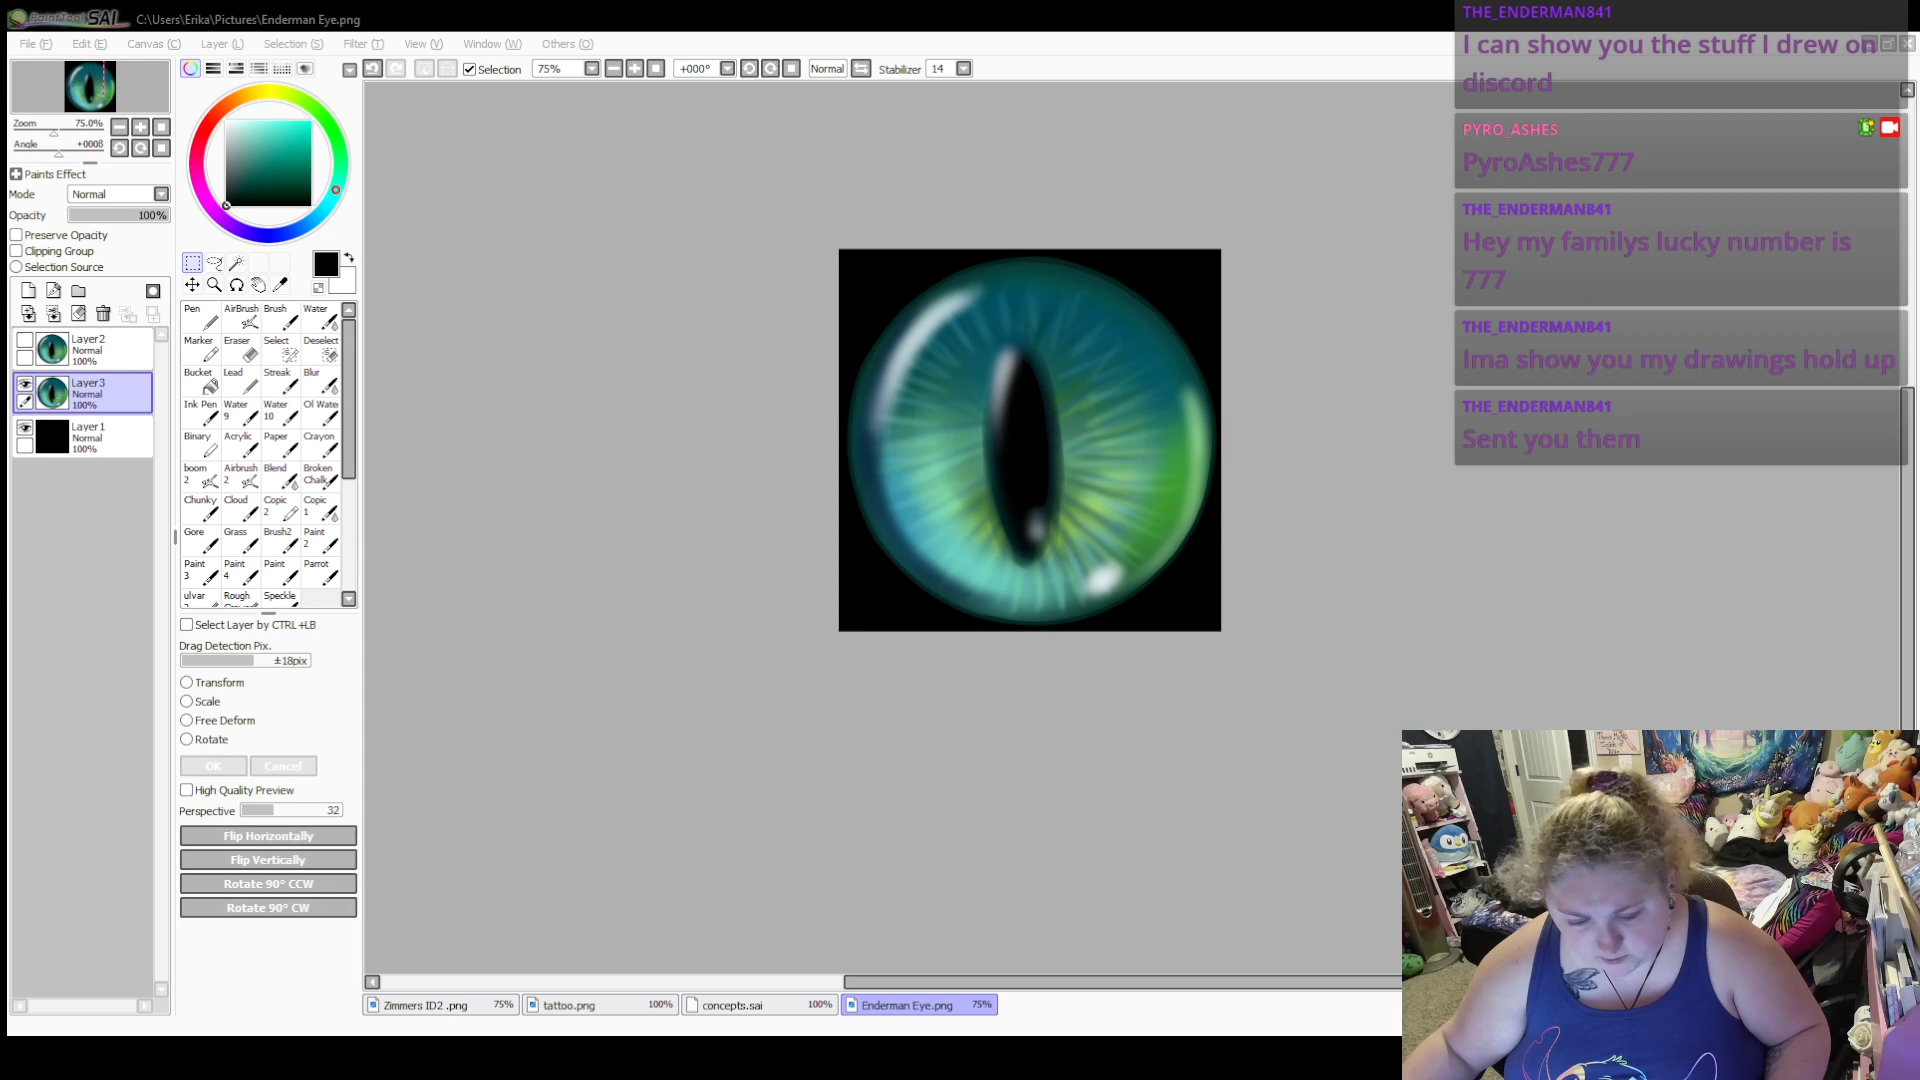 PaintTool SAI C:\Users\Erika\Pictures\Enderman Eye.png
File (F) Edit (E) Canvas (C) Layer (L) Selection (S) Filter (T) View (V) Window (W) Others (O)
Selection 75% +000° Normal Stabilizer 14
Zoom 75.0%
Angle +000ß
Paints Effect
Mode Normal
Opacity 100%
Preserve Opacity
Clipping Group
Selection Source
Layer2
Normal
100%
Layer3
Normal
100%
Layer1
Normal
100%
Pen AirBrush Brush Water
Marker Eraser Select Deselect
Bucket Lead Streak Blur
Ink Pen Water 9 Water 10 Ol Wate
Binary Acrylic Paper Crayon
boom 2 Airbrush 2 Blend Broken Chalk
Chunky Cloud Copic 2 Copic 1
Gore Grass Brush2 Paint 2
Paint 3 Paint 4 Paint Parrot
ulvar Rough Speckle
Select Layer by CTRL +LB
Drag Detection Pix.
±18pix
Transform
Scale
Free Deform
Rotate
OK Cancel
High Quality Preview
Perspective 32
Flip Horizontally
Flip Vertically
Rotate 90° CCW
Rotate 90° CW
Zimmers ID2 .png 75% tattoo.png 100% concepts.sai 100% Enderman Eye.png 75%
THE_ENDERMAN841
I can show you the stuff I drew on
discord
PYRO_ASHES
PyroAshes777
THE_ENDERMAN841
Hey my familys lucky number is
777
THE_ENDERMAN841
Ima show you my drawings hold up
THE_ENDERMAN841
Sent you them